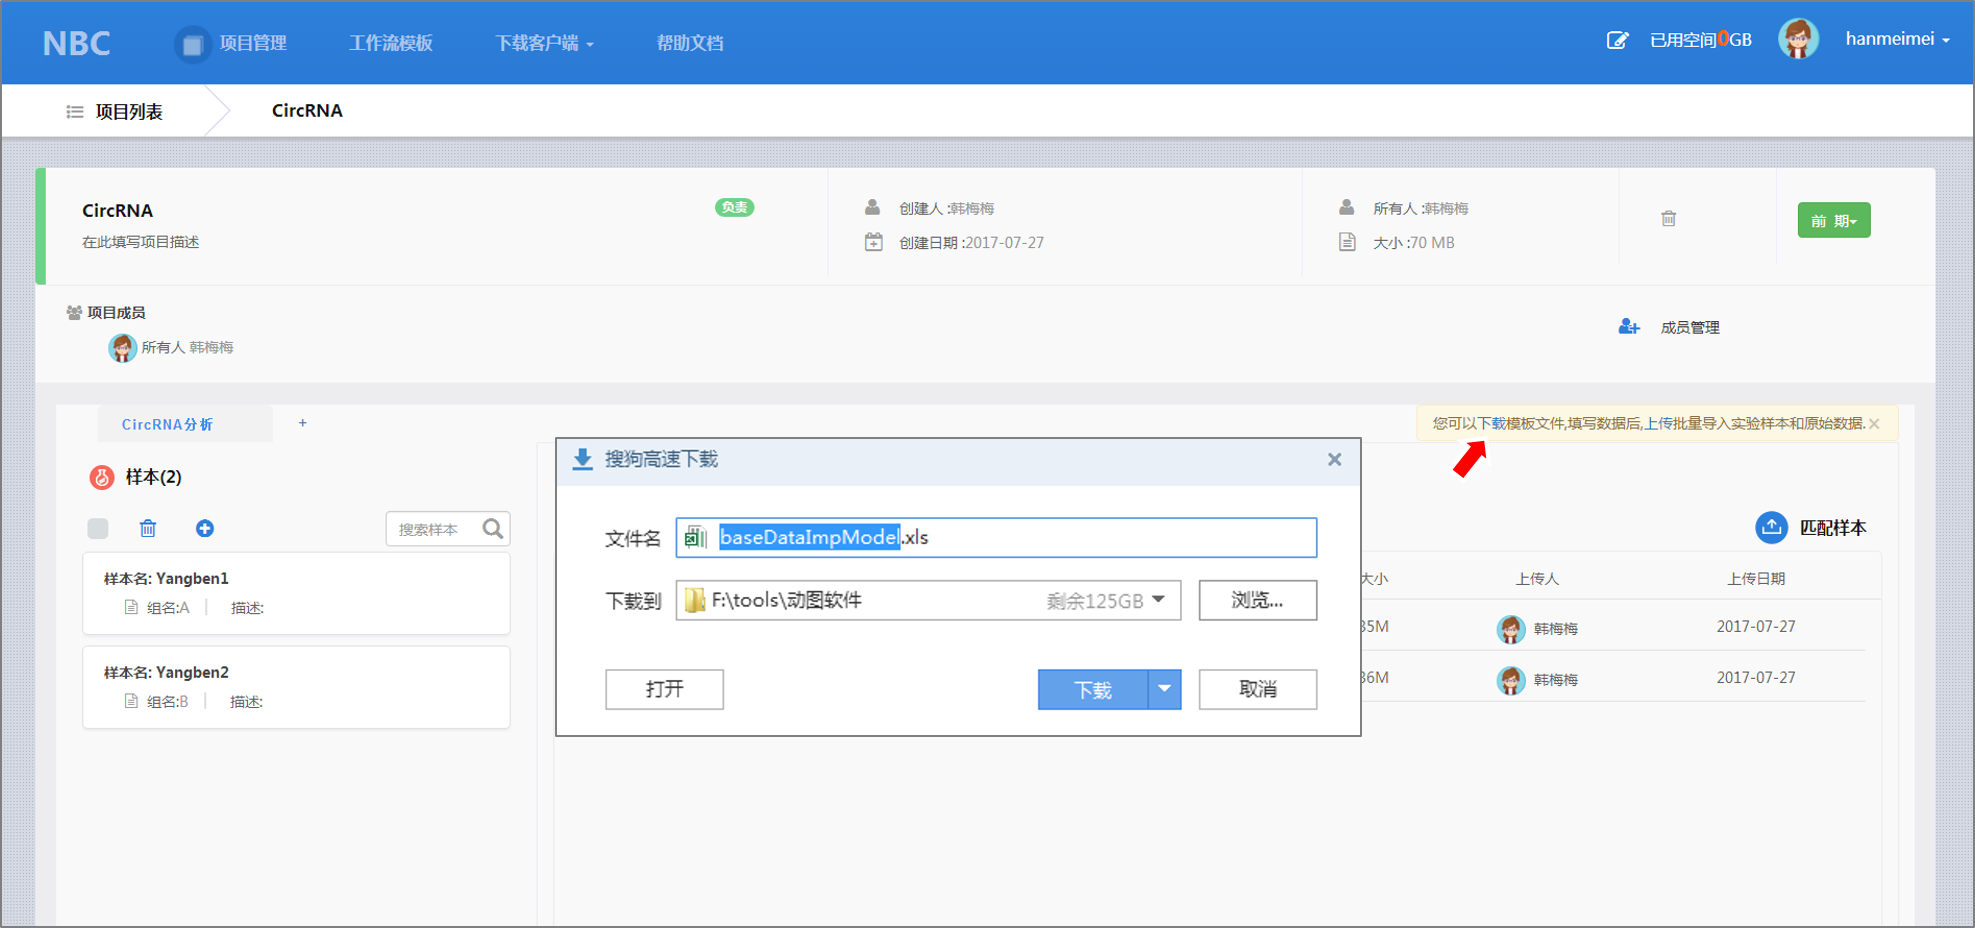 NBC
项目管理
工作流模板
下载客户端
帮助文档
已用空间0GB
hanmeimei
项目列表
CircRNA
CircRNA
负责
在此填写项目描述
创建人 :韩梅梅
创建日期 :2017-07-27
所有人 :韩梅梅
大小 :70 MB
前 期
项目成员
所有人 韩梅梅
成员管理
CircRNA分析
+
您可以下载模板文件,填写数据后,上传批量导入实验样本和原始数据.
样本(2)
搜索样本
样本名: Yangben1
组名:A
描述:
样本名: Yangben2
组名:B
描述:
搜狗高速下载
文件名
baseDataImpModel.xls
下载到
F:\tools\动图软件
剩余125GB
浏览...
打开
下载
取消
匹配样本
大小
上传人
上传日期
35M
韩梅梅
2017-07-27
36M
韩梅梅
2017-07-27